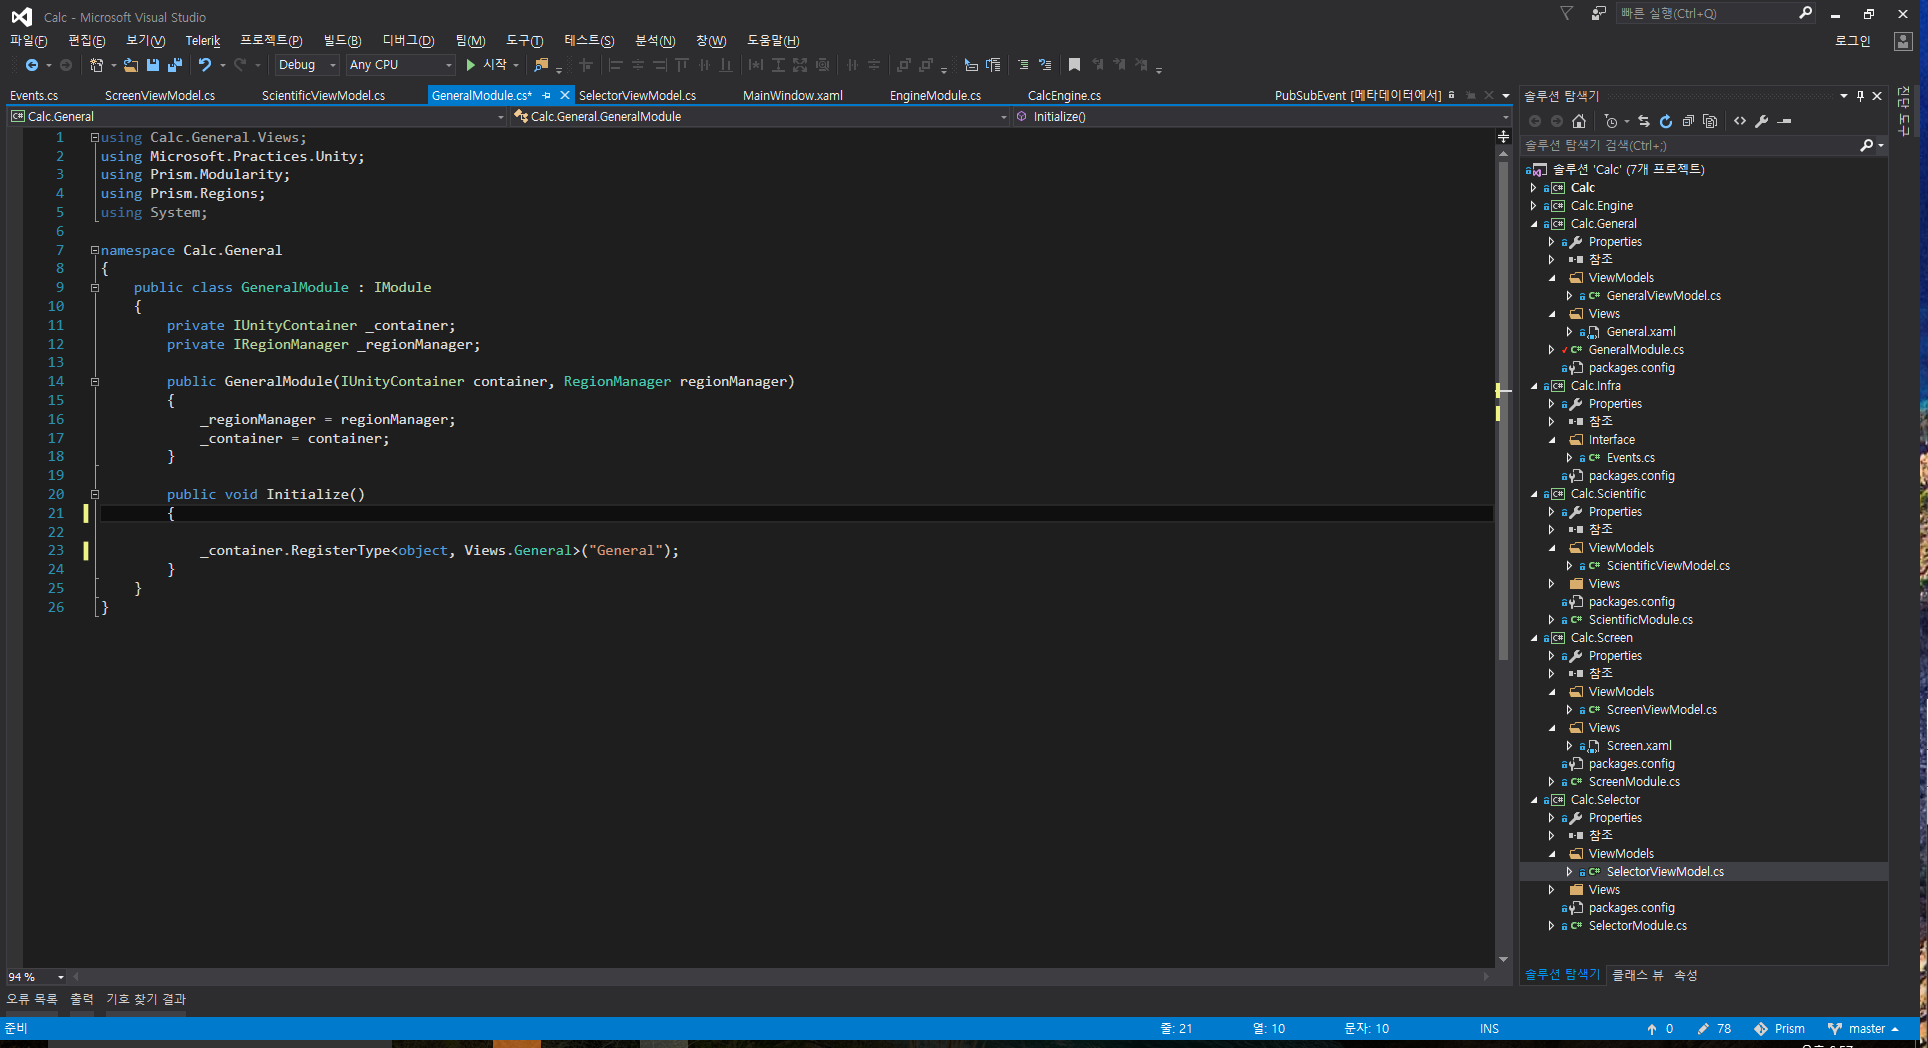 Calc - Microsoft Visual Studio
빠른 실행(Ctrl+Q)
파일(F) 편집(E) 보기(V) Telerik 프로젝트(P) 빌드(B) 디버그(D) 팀(M) 도구(T) 테스트(S) 분석(N) 창(W) 도움말(H)
로그인
Debug Any CPU 시작
Events.cs ScreenViewModel.cs ScientificViewModel.cs GeneralModule.cs* SelectorViewModel.cs MainWindow.xaml EngineModule.cs CalcEngine.cs PubSubEvent [메타데이터에서]
Calc.General Calc.General.GeneralModule Initialize()
1 using Calc.General.Views;
2 using Microsoft.Practices.Unity;
3 using Prism.Modularity;
4 using Prism.Regions;
5 using System;
6
7 namespace Calc.General
8 {
9 public class GeneralModule : IModule
10 {
11 private IUnityContainer _container;
12 private IRegionManager _regionManager;
13
14 public GeneralModule(IUnityContainer container, RegionManager regionManager)
15 {
16 _regionManager = regionManager;
17 _container = container;
18 }
19
20 public void Initialize()
21 {
22
23 _container.RegisterType<object, Views.General>("General");
24 }
25 }
26 }
94 %
솔루션 탐색기
솔루션 탐색기 검색(Ctrl+;)
솔루션 'Calc' (7개 프로젝트)
Calc
Calc.Engine
Calc.General
Properties
참조
ViewModels
GeneralViewModel.cs
Views
General.xaml
GeneralModule.cs
packages.config
Calc.Infra
Properties
참조
Interface
Events.cs
packages.config
Calc.Scientific
Properties
참조
ViewModels
ScientificViewModel.cs
Views
packages.config
ScientificModule.cs
Calc.Screen
Properties
참조
ViewModels
ScreenViewModel.cs
Views
Screen.xaml
packages.config
ScreenModule.cs
Calc.Selector
Properties
참조
ViewModels
SelectorViewModel.cs
Views
packages.config
SelectorModule.cs
솔루션 탐색기 클래스 뷰 속성
진단 도구
오류 목록 출력 기호 찾기 결과
준비 줄: 21 열: 10 문자: 10 INS 0 78 Prism master